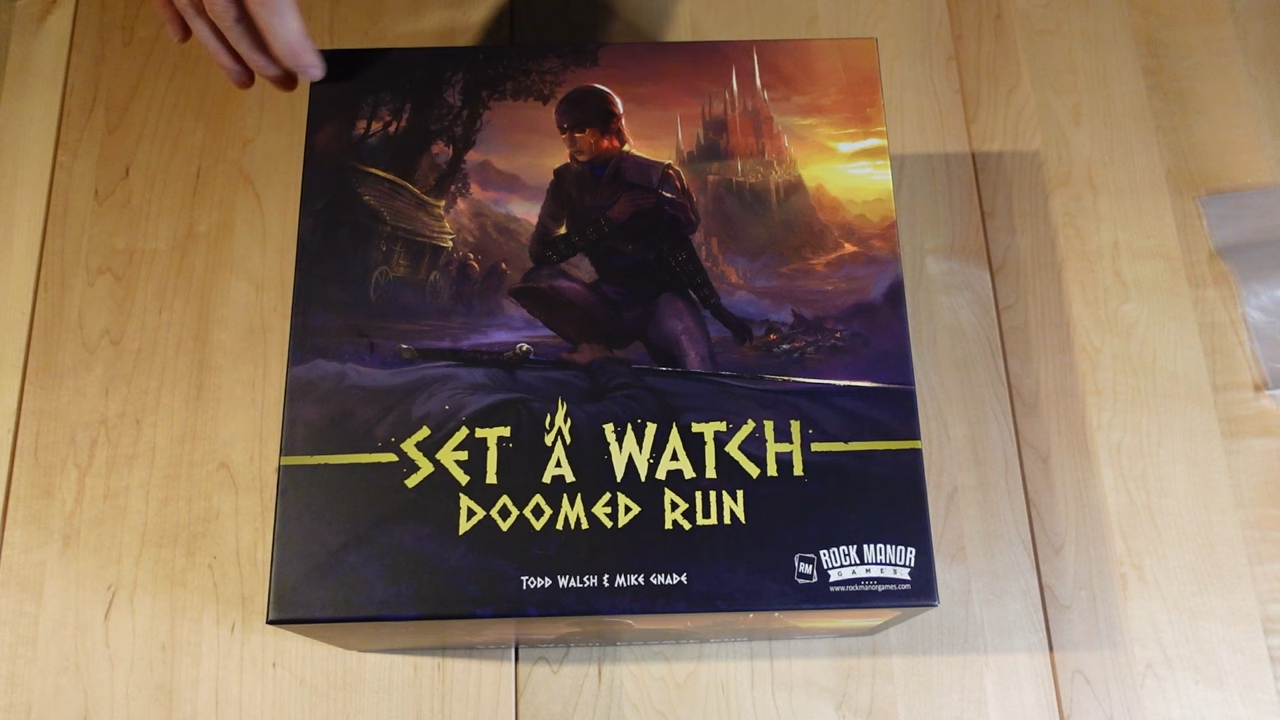 SET A WATCH
DOOMED RUN
TODD WALSH & MIKE GNADE
RM
ROCK MANOR
GAMES
www.rockmanorgames.com